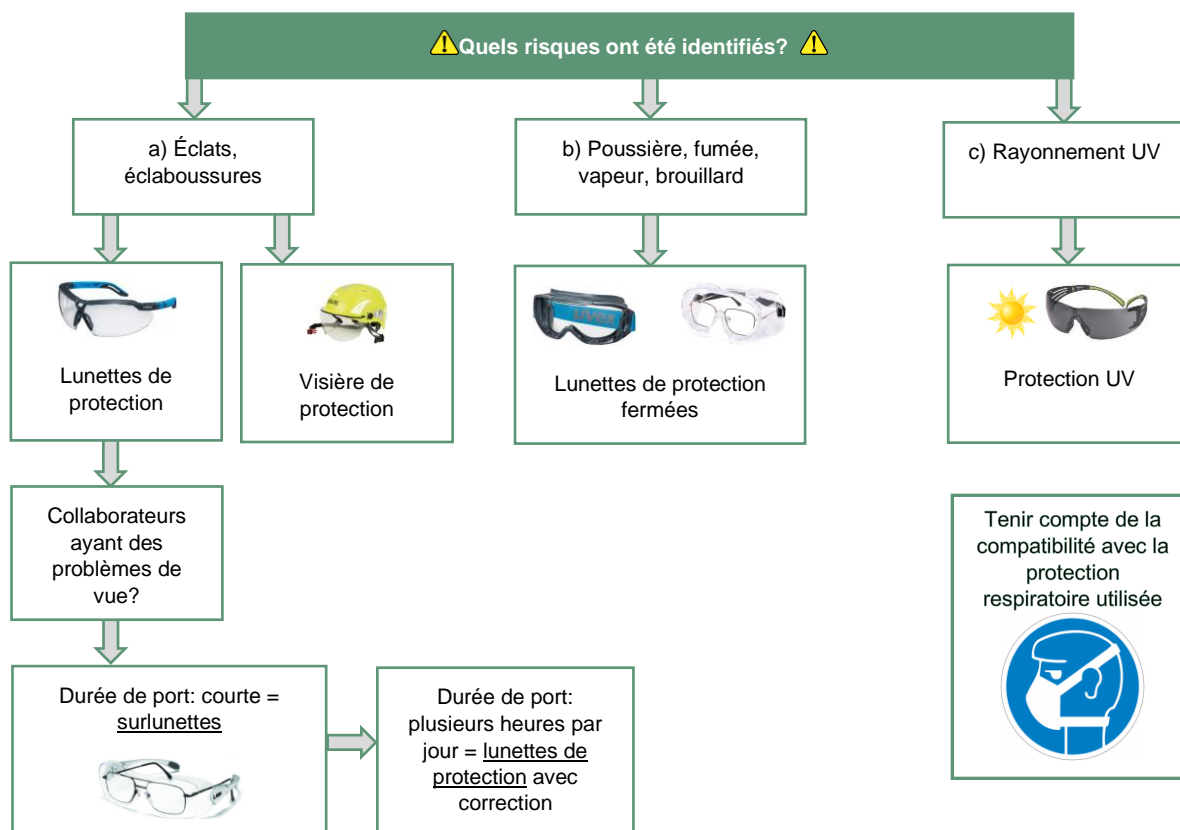 Quels risques ont été identifiés?
a) Éclats,
éclaboussures
b) Poussière, fumée,
vapeur, brouillard
c) Rayonnement UV
Lunettes de
protection
Visière de
protection
uvex
Lunettes de protection
fermées
Protection UV
Collaborateurs
ayant des
problèmes de
vue?
Tenir compte de la
compatibilité avec la
protection
respiratoire utilisée
Durée de port: courte =
surlunettes
Durée de port:
plusieurs heures par
jour = lunettes de
protection avec
correction